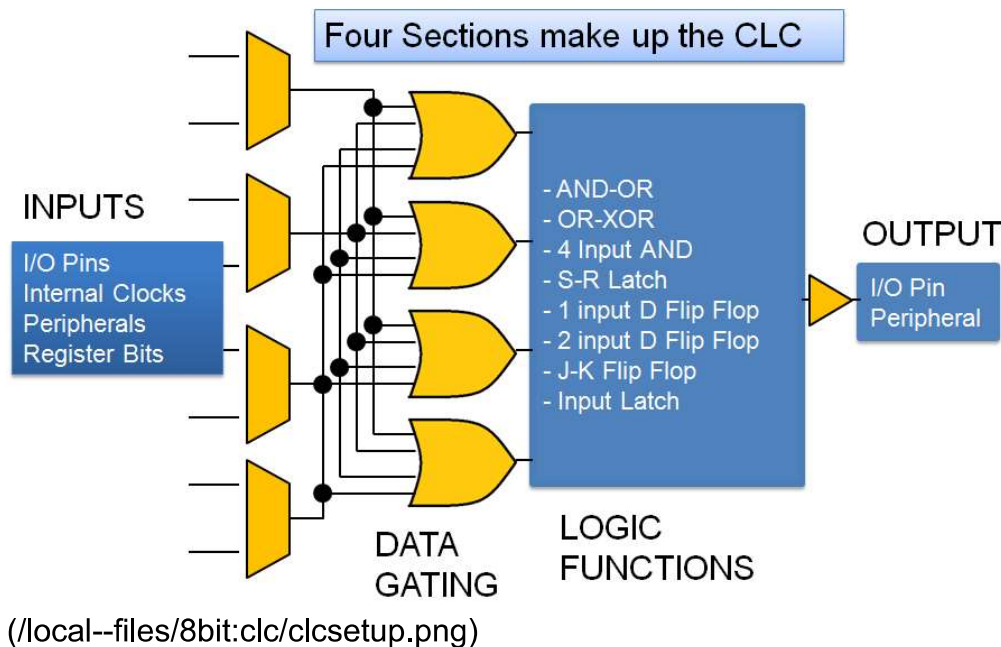 Four Sections make up the CLC
INPUTS
I/O Pins
Internal Clocks
Peripherals
Register Bits
- AND-OR
- OR-XOR
- 4 Input AND
- S-R Latch
- 1 input D Flip Flop
- 2 input D Flip Flop
- J-K Flip Flop
- Input Latch
OUTPUT
I/O Pin
Peripheral
DATA
GATING
LOGIC
FUNCTIONS
(/local--files/8bit:clc/clcsetup.png)